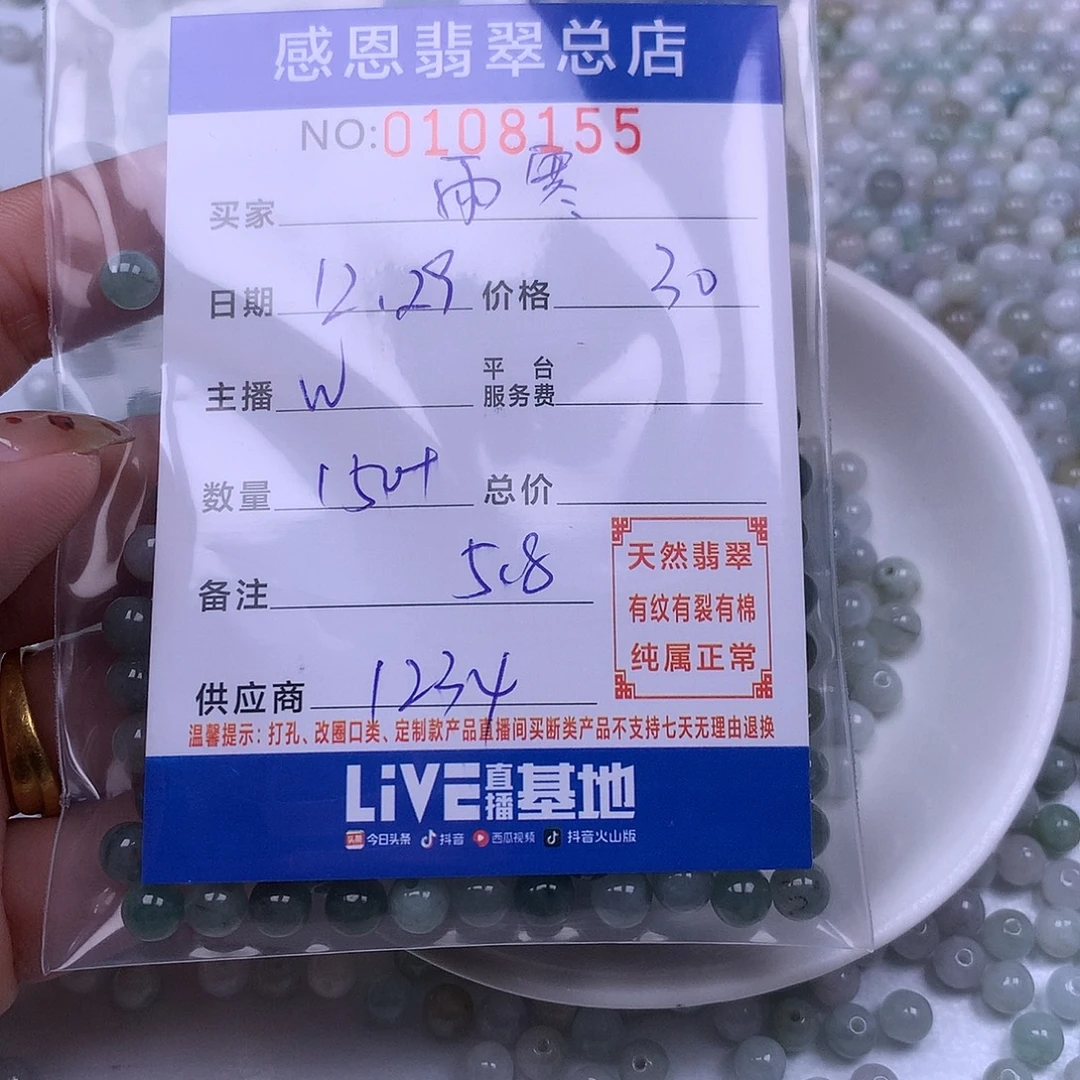 感恩翡翠总店
NO:0108155
买家 雨寒
日期 12.29 价格 30
主播 W 平台服务费
数量 150+ 总价
备注 5.8
天然翡翠
有纹有裂有棉
纯属正常
供应商 1234
温馨提示：打孔、改圈口类、定制款产品直播间买断类产品不支持七天无理由退换
LiVE直播基地
头条 今日头条 抖音 西瓜视频 抖音火山版